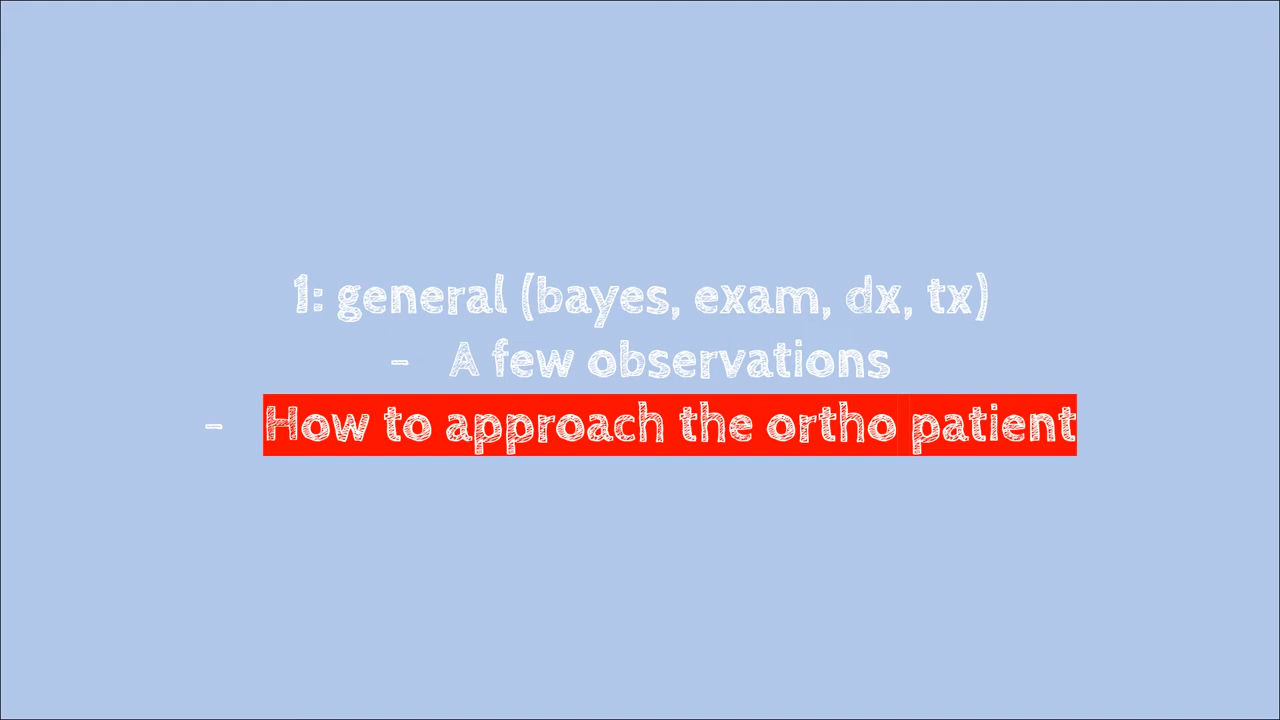 1: general (bayes, exam, dx, tx)
- A few observations
- How to approach the ortho patient